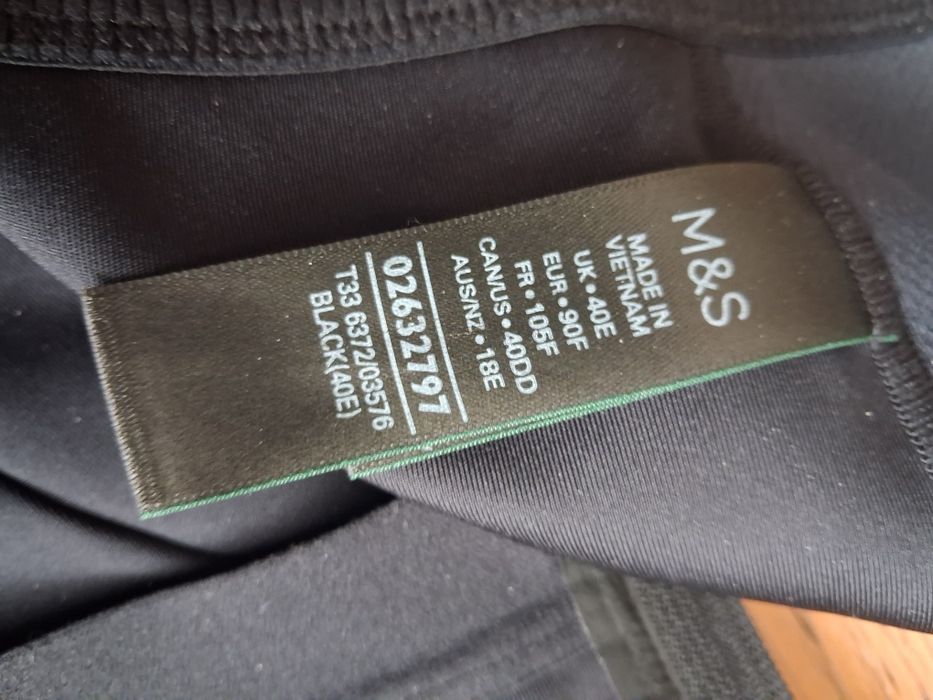 M&S
MADE IN
VIETNAM
UK•40E
EUR•90F
FR•105F
CAN/US•40DD
AUS/NZ•18E
02632797
T33 6372/03576
BLACK(40E)